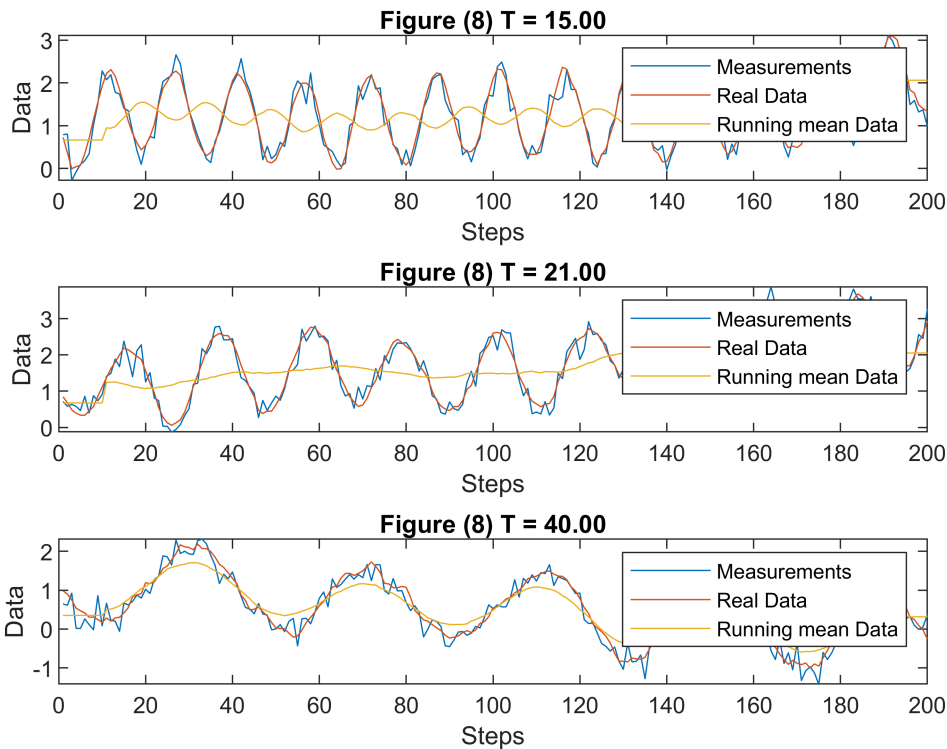 Figure (8) T = 15.00
3
2
1
0
Data
Measurements
Real Data
Running mean Data
0 20 40 60 80 100 120 140 160 180 200
Steps
Figure (8) T = 21.00
3
2
1
0
Data
Measurements
Real Data
Running mean Data
0 20 40 60 80 100 120 140 160 180 200
Steps
Figure (8) T = 40.00
2
1
0
-1
Data
Measurements
Real Data
Running mean Data
0 20 40 60 80 100 120 140 160 180 200
Steps